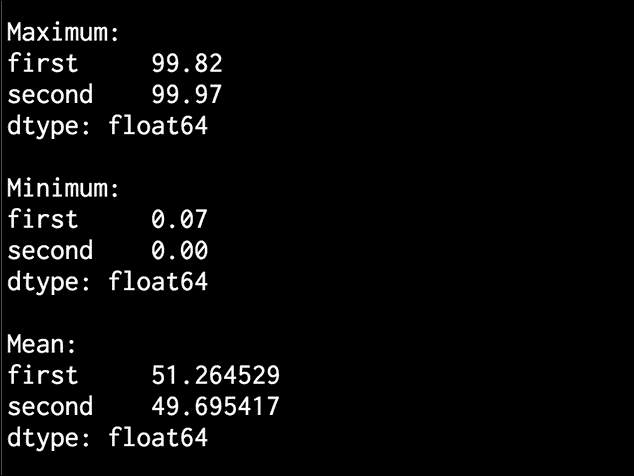 Maximum:
first     99.82
second    99.97
dtype: float64

Minimum:
first     0.07
second    0.00
dtype: float64

Mean:
first     51.264529
second    49.695417
dtype: float64